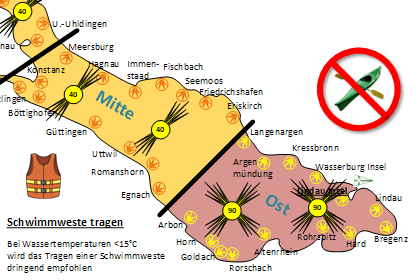 40
U.-Uhldingen
Meersburg
Hagnau
Immen-
staad
Fischbach
Seemoos
Friedrichshafen
Eriskirch
Konstanz
40
Mitte
Böttighofen
Güttingen
40
Uttwil
Romanshorn
Egnach
Langenargen
Kressbronn
Argen
mündung
Wasserburg Insel
Lindau Insel
Lindau
Ost
90
90
Arbon
Horn
Goldach
Rorschach
Altenrhein
Rohrspitz
Hard
Bregenz
Schwimmweste tragen
Bei Wassertemperaturen <15°C
wird das Tragen einer Schwimmweste
dringend empfohlen